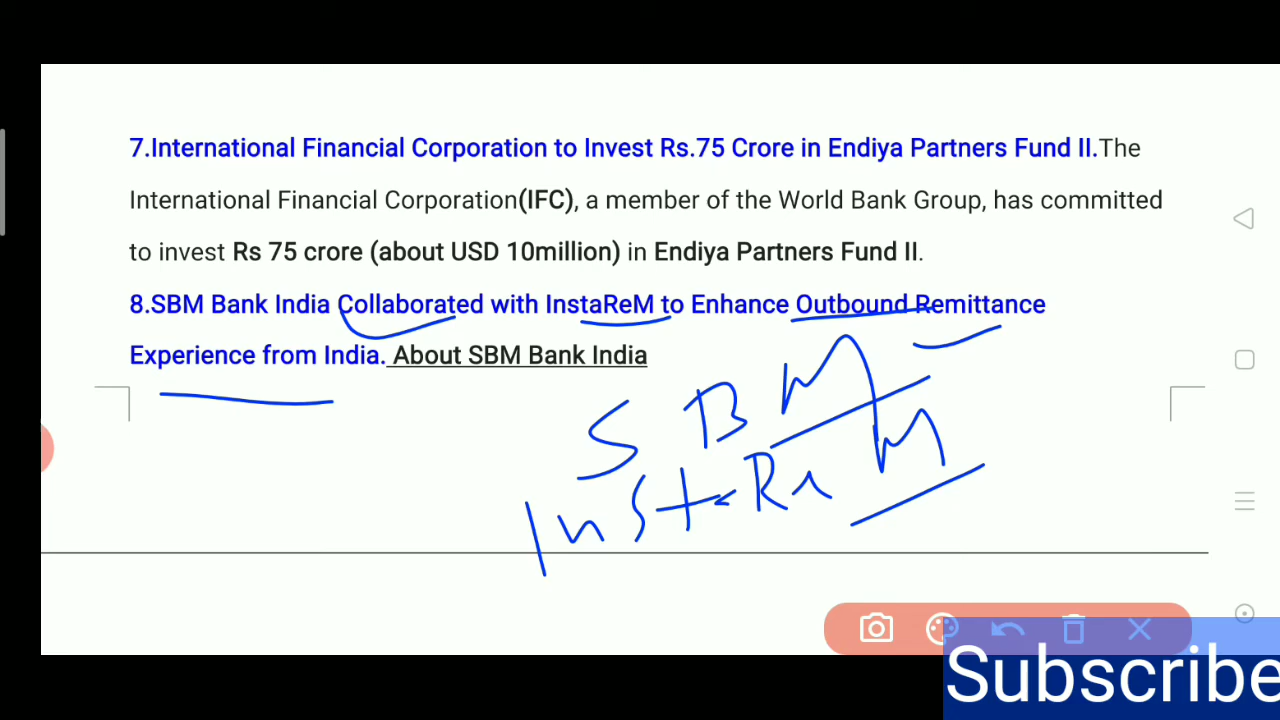 7.International Financial Corporation to Invest Rs.75 Crore in Endiya Partners Fund II.The
International Financial Corporation(IFC), a member of the World Bank Group, has committed
to invest Rs 75 crore (about USD 10million) in Endiya Partners Fund II.
8.SBM Bank India Collaborated with InstaReM to Enhance Outbound Remittance
Experience from India. About SBM Bank India
S B M
InstaReM
Subscribe